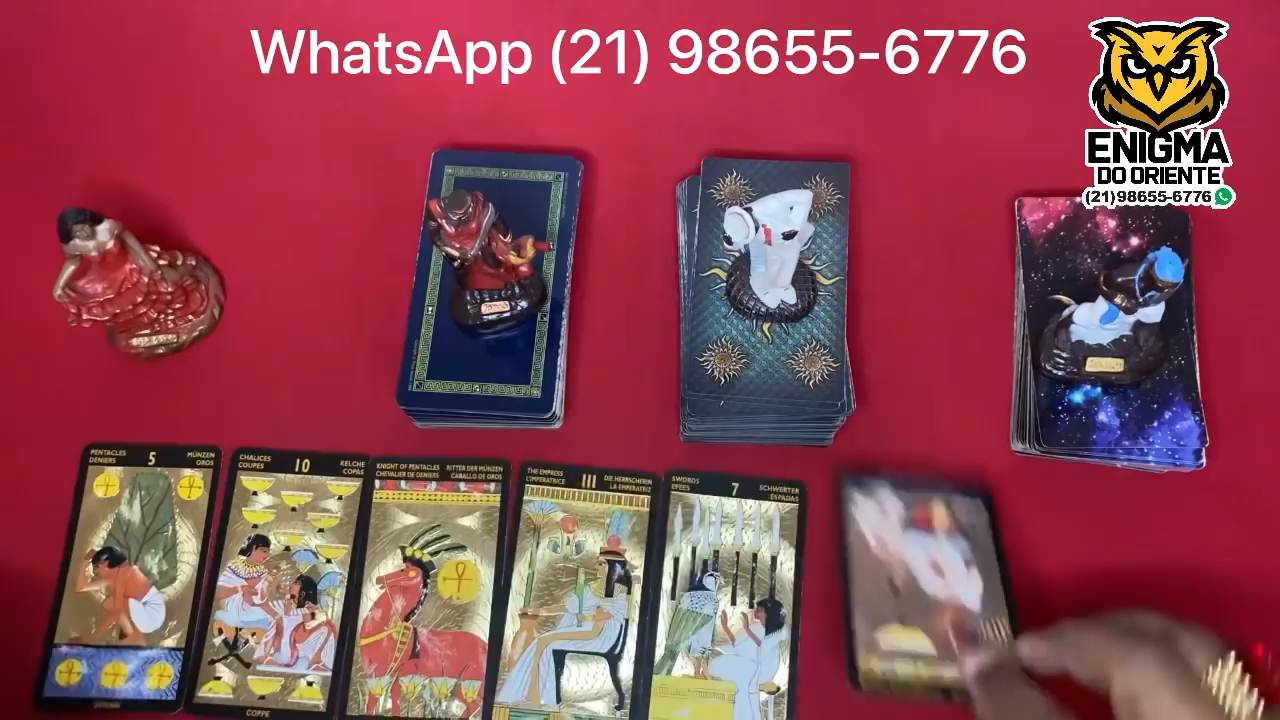 WhatsApp (21) 98655-6776
ENIGMA
DO ORIENTE
(21)98655-6776
PENTACLES
DENIERS
5
MÜNZEN
OROS
CHALICES
COUPES
10
KELCHE
COPAS
COPPE
KNIGHT OF PENTACLES
CHEVALIER DE DENIERS
RITTER DER MÜNZEN
CABALLO DE OROS
THE EMPRESS
L'IMPERATRICE
III
DIE HERRSCHERIN
LA EMPERATRIZ
SWORDS
EPEES
7
SCHWERTER
ESPADAS